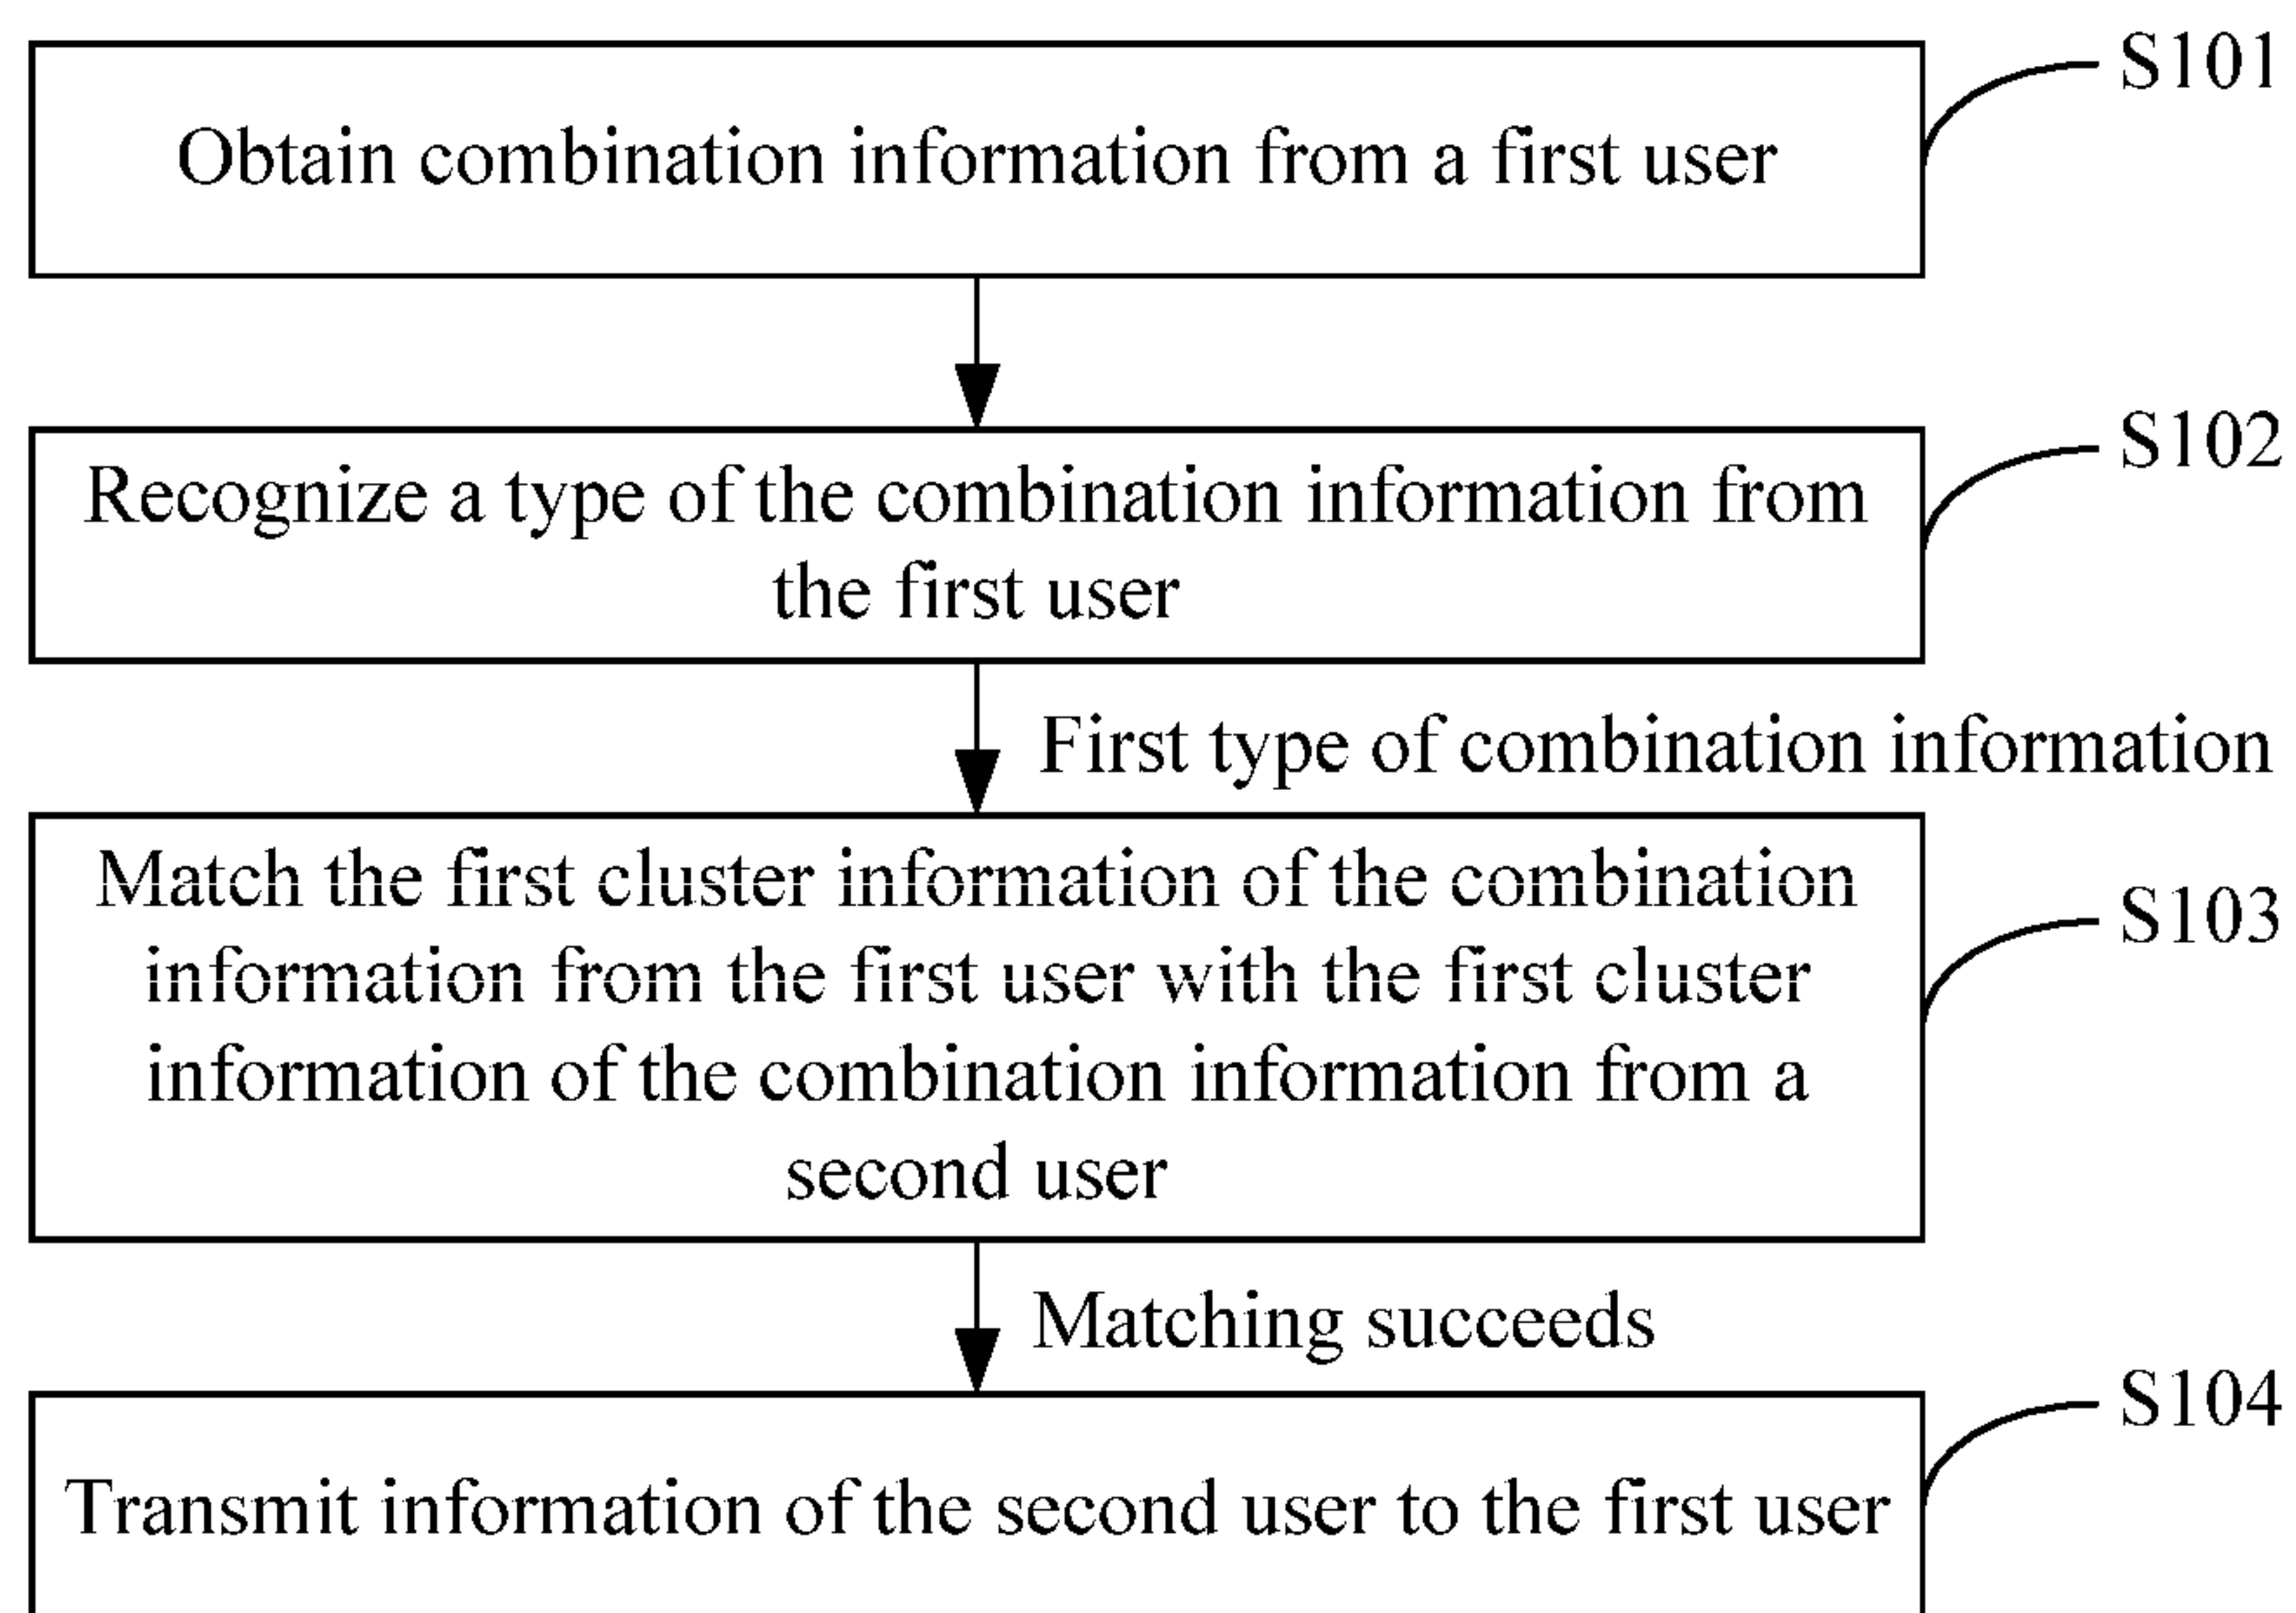 S101
Obtain combination information from a first user
S102
Recognize a type of the combination information from
the first user
First type of combination information
Match the first cluster information of the combination
S103
information from the first user with the first cluster
information of the combination information from a
second user
Matching succeeds
S104
Transmit information of the second user to the first user